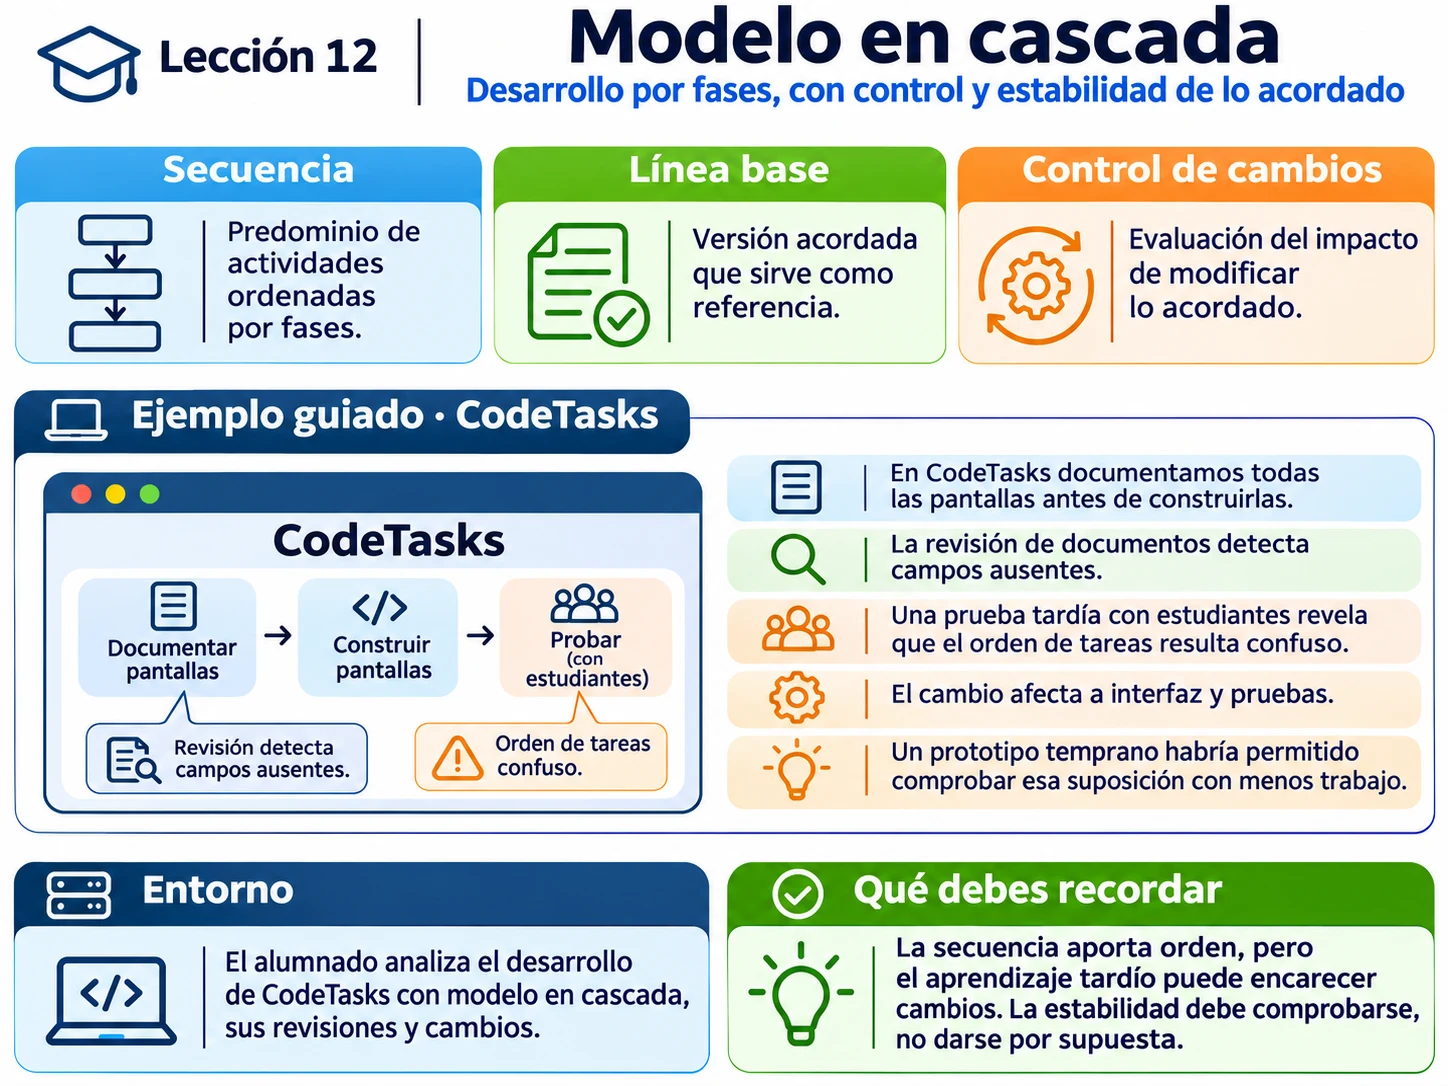 Lección 12
Modelo en cascada
Desarrollo por fases, con control y estabilidad de lo acordado
Secuencia
Predominio de
actividades
ordenadas
por fases.
Línea base
Versión acordada
que sirve como
referencia.
Control de cambios
Evaluación del impacto
de modificar
lo acordado.
Ejemplo guiado · CodeTasks
CodeTasks
Documentar
pantallas
</>
Construir
pantallas
Probar
(con
estudiantes)
Revisión detecta
campos ausentes.
Orden de tareas
confuso.
En CodeTasks documentamos todas
las pantallas antes de construirlas.
La revisión de documentos detecta
campos ausentes.
Una prueba tardía con estudiantes revela
que el orden de tareas resulta confuso.
El cambio afecta a interfaz y pruebas.
Un prototipo temprano habría permitido
comprobar esa suposición con menos trabajo.
Entorno
</>
El alumnado analiza el desarrollo
de CodeTasks con modelo en cascada,
sus revisiones y cambios.
Qué debes recordar
La secuencia aporta orden, pero
el aprendizaje tardío puede encarecer
cambios. La estabilidad debe comprobarse,
no darse por supuesta.